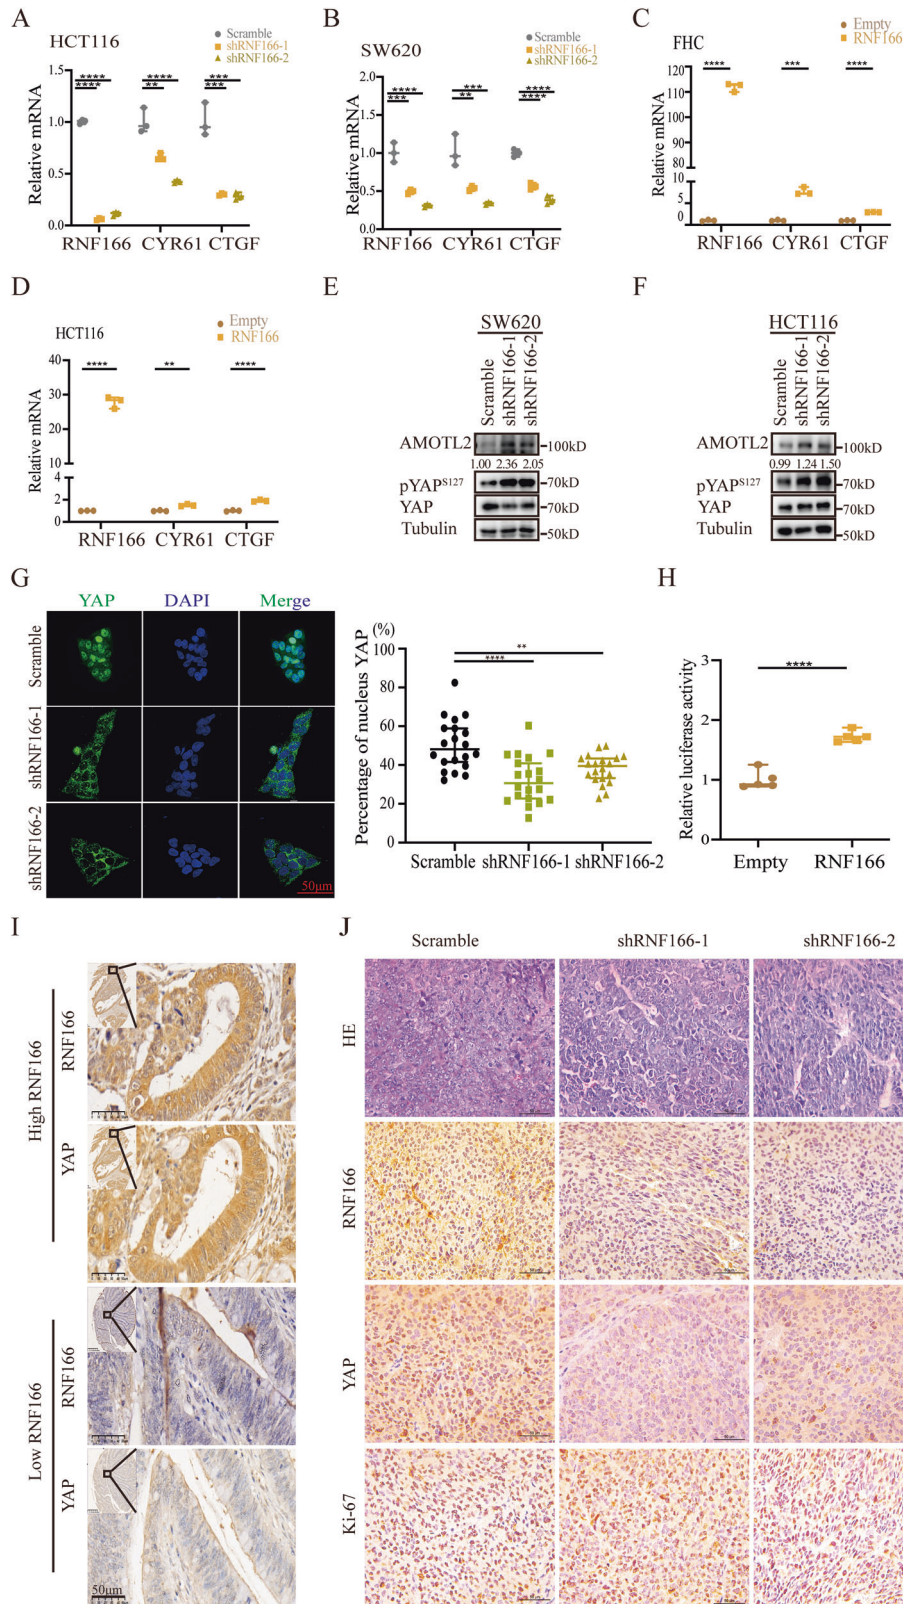 A
HCT116
Scramble
shRNF166-1
shRNF166-2
Relative mRNA
1.5
1.0
0.5
0.0
****
****
****
**
***
***
RNF166 CYR61 CTGF
B
SW620
Scramble
shRNF166-1
shRNF166-2
Relative mRNA
2.0
1.5
1.0
0.5
0.0
****
***
***
**
****
****
RNF166 CYR61 CTGF
C
FHC
Empty
RNF166
Relative mRNA
120
110
100
90
80
10
5
0
**** *** ****
RNF166 CYR61 CTGF
D
HCT116
Empty
RNF166
Relative mRNA
40
30
20
10
4
2
0
**** ** ****
RNF166 CYR61 CTGF
E
SW620
Scramble
shRNF166-1
shRNF166-2
AMOTL2 100kD
1.00 2.36 2.05
pYAP^S127 70kD
YAP 70kD
Tubulin 50kD
F
HCT116
Scramble
shRNF166-1
shRNF166-2
AMOTL2 100kD
0.99 1.24 1.50
pYAP^S127 70kD
YAP 70kD
Tubulin 50kD
G
YAP DAPI Merge
Scramble
shRNF166-1
shRNF166-2
50μm
(%)
Percentage of nucleus YAP
100
80
60
40
20
0
**
****
Scramble shRNF166-1 shRNF166-2
H
Relative luciferase activity
3
2
1
0
****
Empty RNF166
I
High RNF166
RNF166
YAP
Low RNF166
RNF166
YAP
50μm
J
Scramble shRNF166-1 shRNF166-2
HE
RNF166
YAP
Ki-67